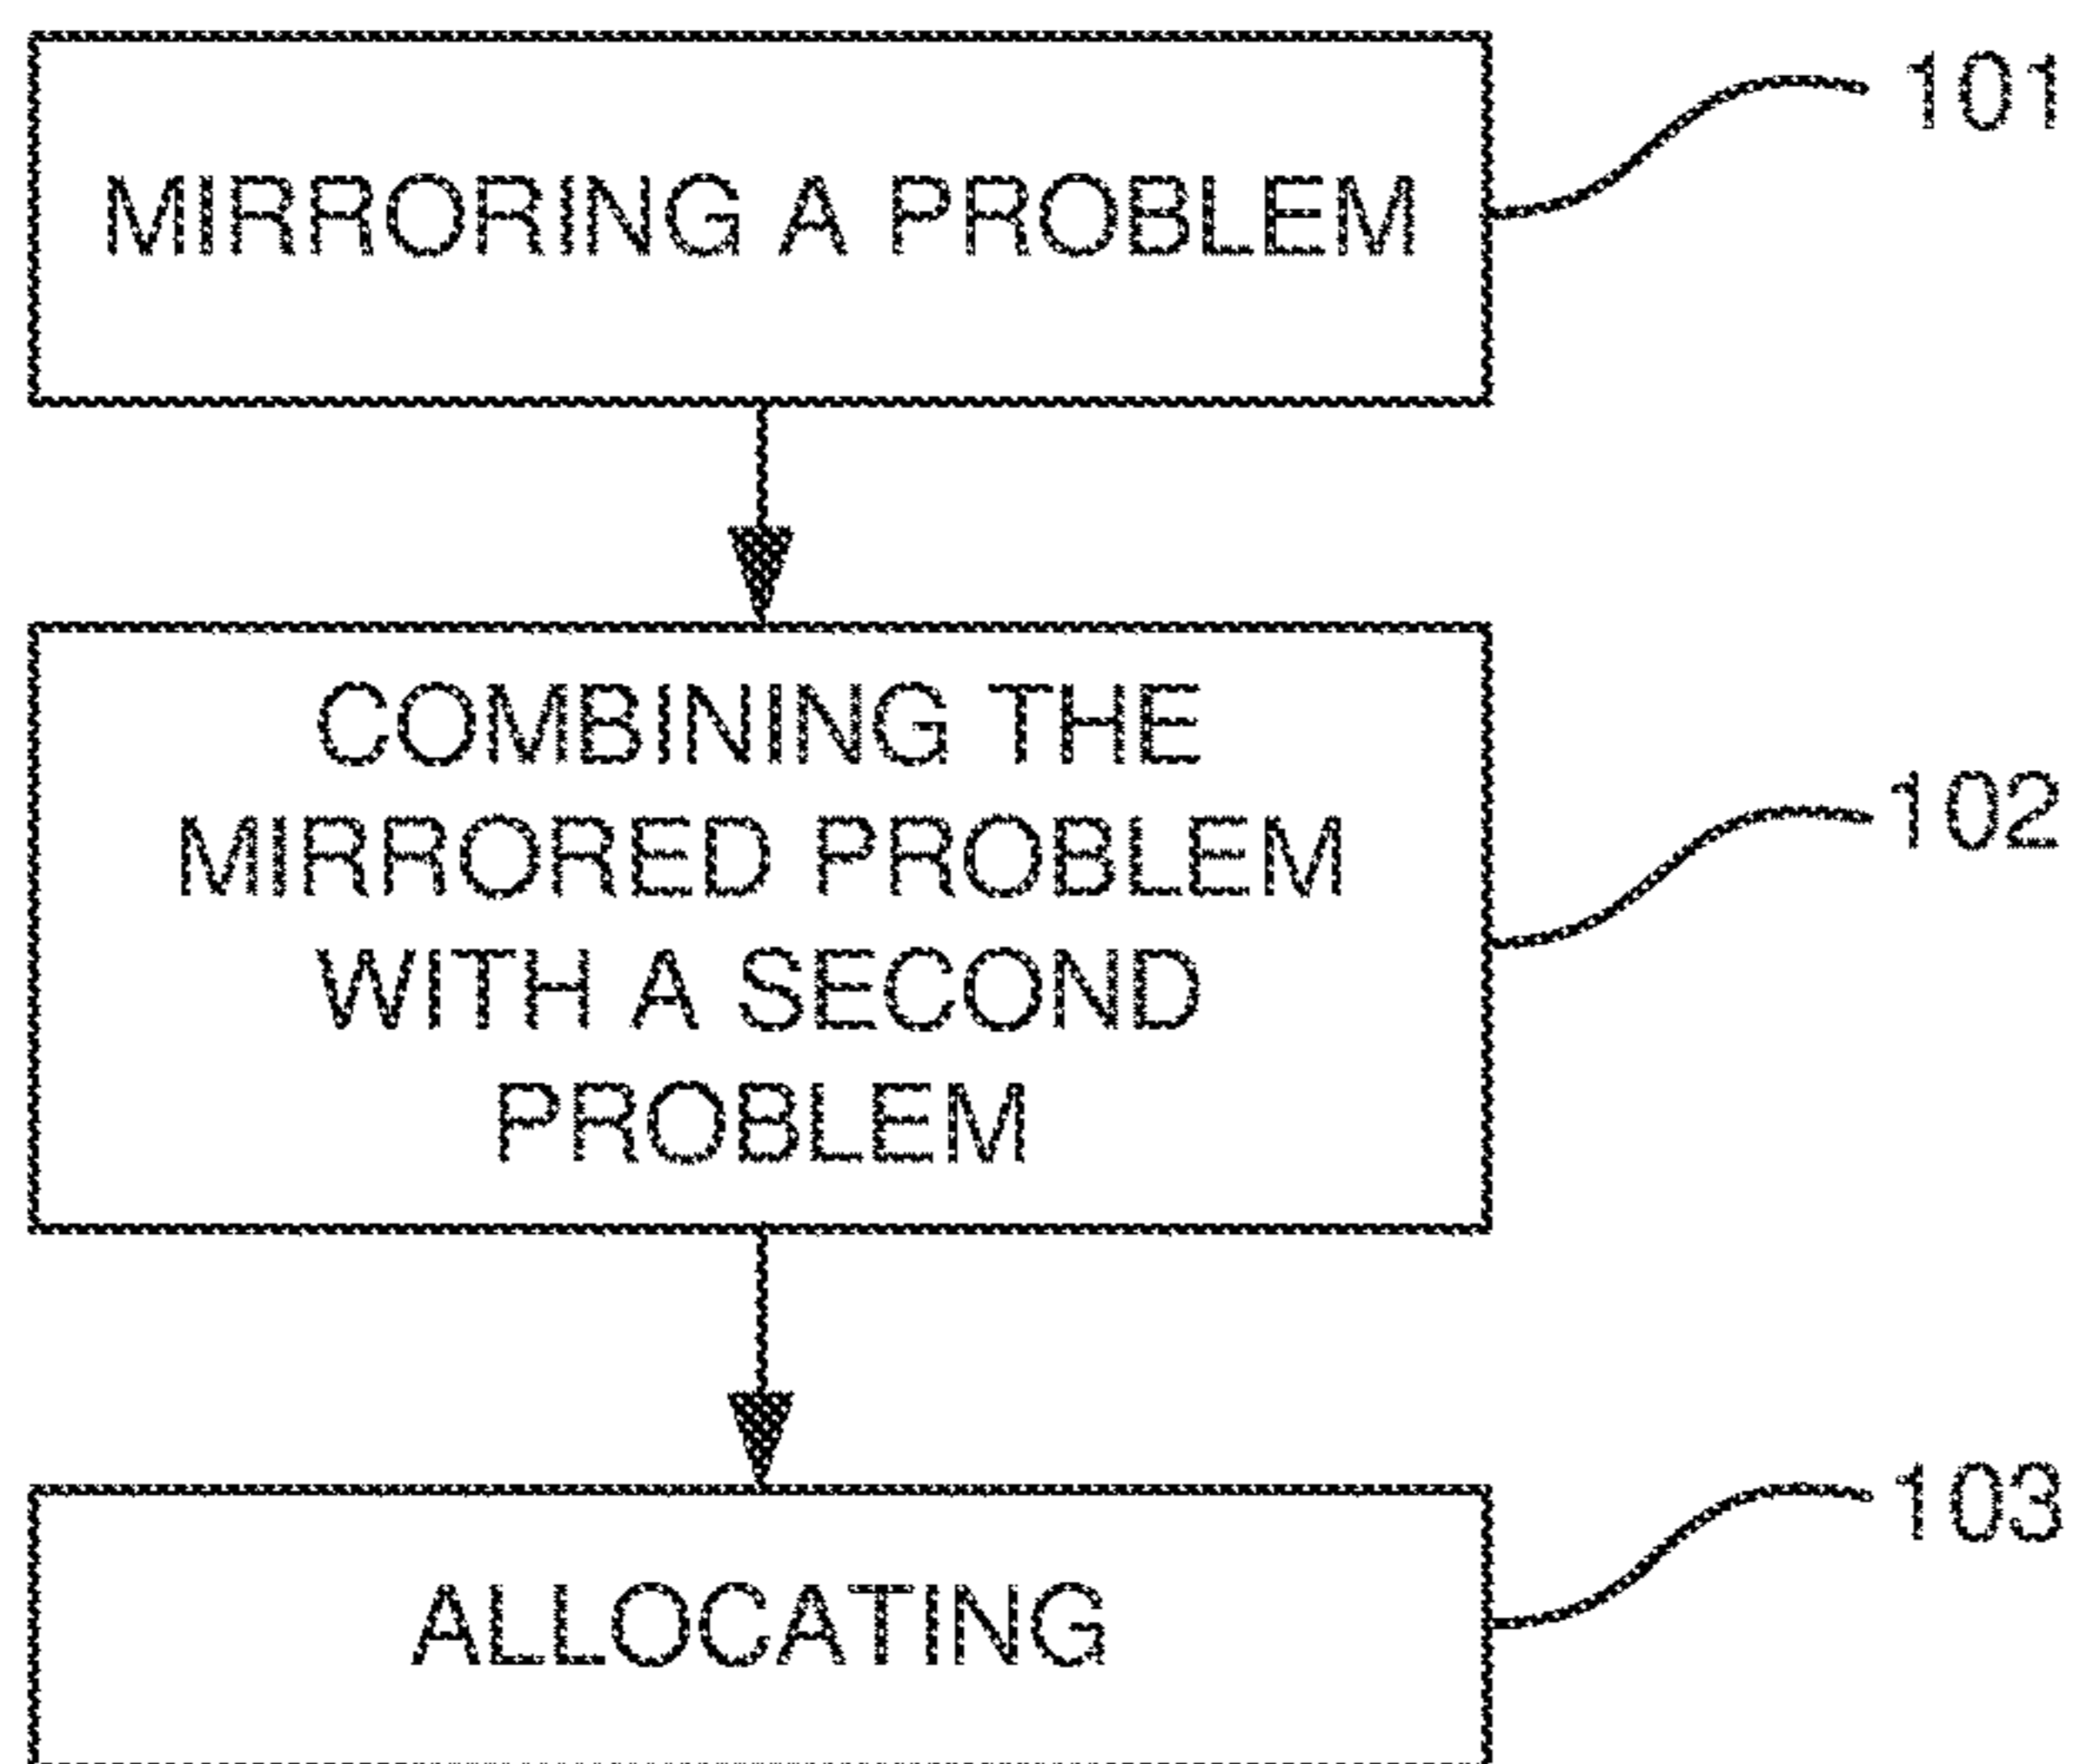 MIRRORING A PROBLEM
101
COMBINING THE
MIRRORED PROBLEM
WITH A SECOND
PROBLEM
102
ALLOCATING
103